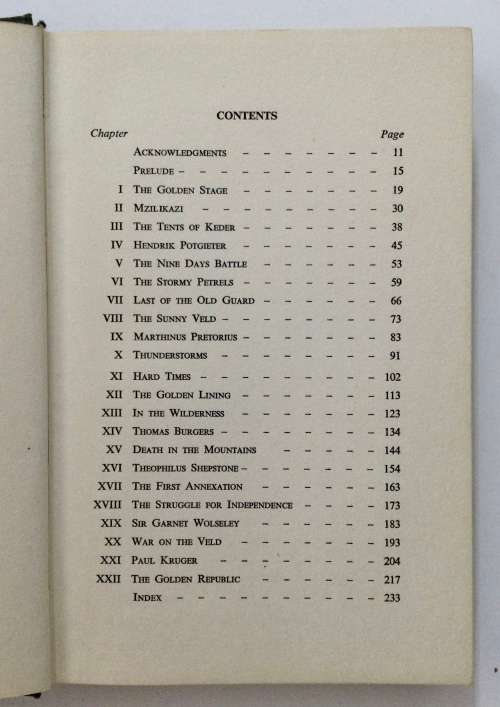 CONTENTS
Chapter Page
ACKNOWLEDGMENTS – – – – – – – 11
PRELUDE – – – – – – – – – – 15
I THE GOLDEN STAGE – – – – – – – 19
II MZILIKAZI – – – – – – – – 30
III THE TENTS OF KEDER – – – – – – – 38
IV HENDRIK POTGIETER – – – – – – – 45
V THE NINE DAYS BATTLE – – – – – – 53
VI THE STORMY PETRELS – – – – – – – 59
VII LAST OF THE OLD GUARD – – – – – – 66
VIII THE SUNNY VELD – – – – – – – – 73
IX MARTHINUS PRETORIUS – – – – – – – 83
X THUNDERSTORMS – – – – – – – – 91
XI HARD TIMES – – – – – – – – 102
XII THE GOLDEN LINING – – – – – – – 113
XIII IN THE WILDERNESS – – – – – – – 123
XIV THOMAS BURGERS – – – – – – – – 134
XV DEATH IN THE MOUNTAINS – – – – – 144
XVI THEOPHILUS SHEPSTONE – – – – – – – 154
XVII THE FIRST ANNEXATION – – – – – – 163
XVIII THE STRUGGLE FOR INDEPENDENCE – – – – 173
XIX SIR GARNET WOLSELEY – – – – – – 183
XX WAR ON THE VELD – – – – – – – 193
XXI PAUL KRUGER – – – – – – – – 204
XXII THE GOLDEN REPUBLIC – – – – – – 217
INDEX – – – – – – – – – – 233